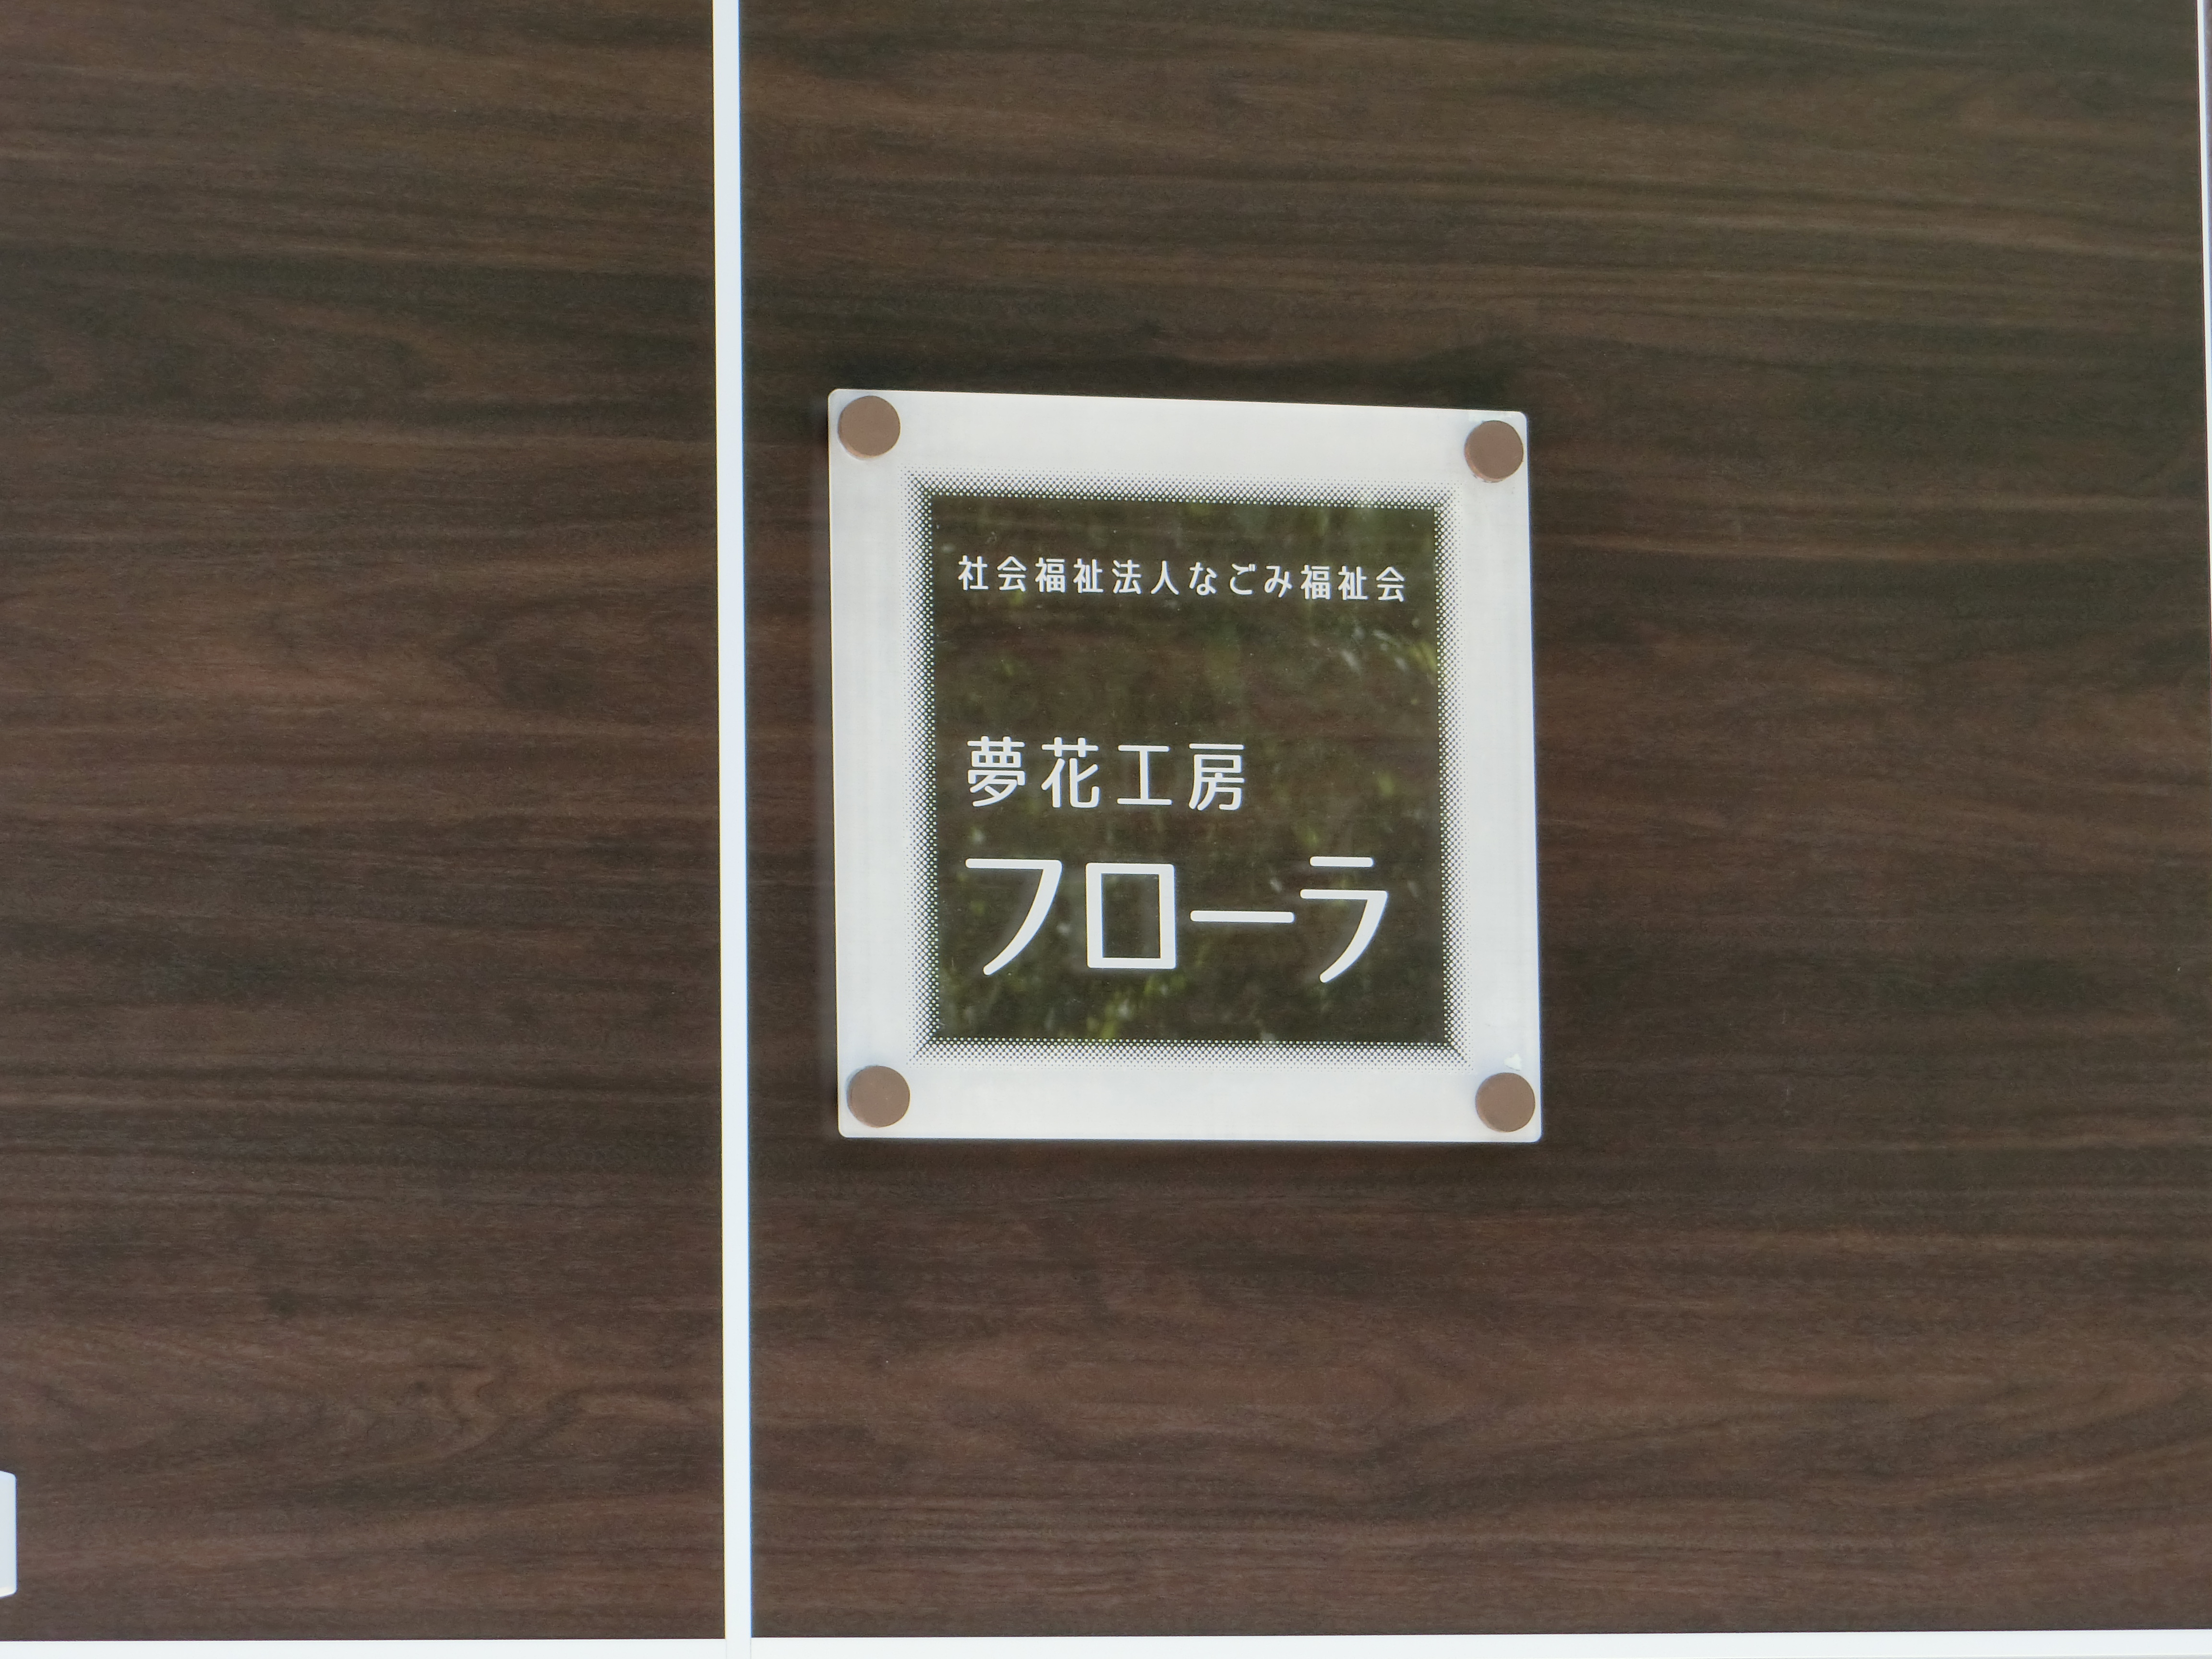 社会福祉法人なごみ福祉会
夢花工房
フローラ